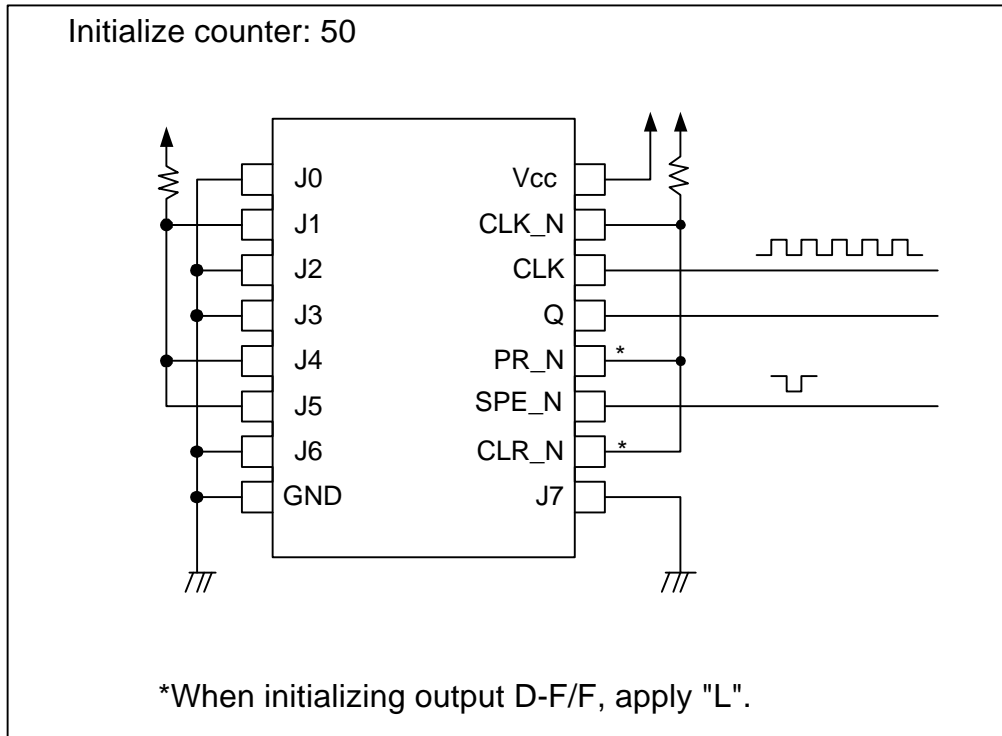 Initialize counter: 50
J0
Vcc
J1
CLK_N
J2
CLK
J3
Q
J4
PR_N
*
J5
SPE_N
J6
CLR_N
*
GND
J7
*When initializing output D-F/F, apply "L".